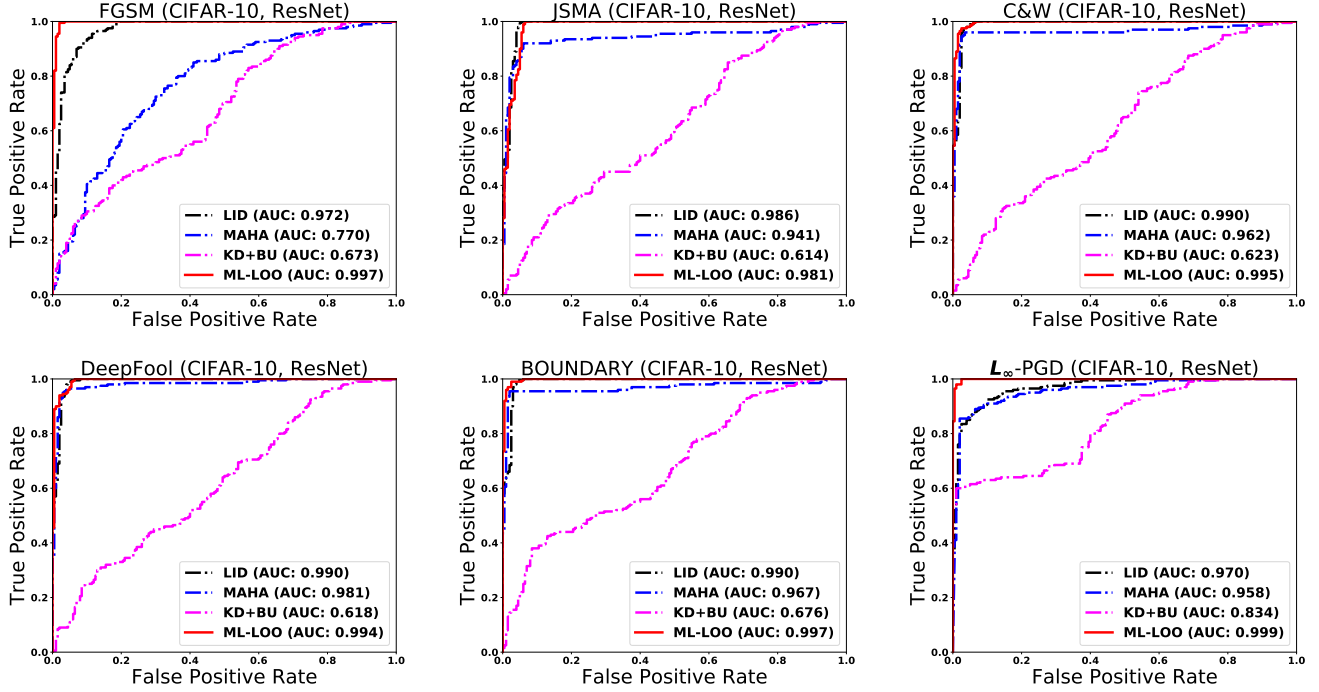 FGSM (CIFAR-10, ResNet)
True Positive Rate
1.0
0.8
0.6
0.4
0.2
0.0
LID (AUC: 0.972)
MAHA (AUC: 0.770)
KD+BU (AUC: 0.673)
ML-LOO (AUC: 0.997)
0.0 0.2 0.4 0.6 0.8 1.0
False Positive Rate
JSMA (CIFAR-10, ResNet)
True Positive Rate
1.0
0.8
0.6
0.4
0.2
0.0
LID (AUC: 0.986)
MAHA (AUC: 0.941)
KD+BU (AUC: 0.614)
ML-LOO (AUC: 0.981)
0.0 0.2 0.4 0.6 0.8 1.0
False Positive Rate
C&W (CIFAR-10, ResNet)
True Positive Rate
1.0
0.8
0.6
0.4
0.2
0.0
LID (AUC: 0.990)
MAHA (AUC: 0.962)
KD+BU (AUC: 0.623)
ML-LOO (AUC: 0.995)
0.0 0.2 0.4 0.6 0.8 1.0
False Positive Rate
DeepFool (CIFAR-10, ResNet)
True Positive Rate
1.0
0.8
0.6
0.4
0.2
0.0
LID (AUC: 0.990)
MAHA (AUC: 0.981)
KD+BU (AUC: 0.618)
ML-LOO (AUC: 0.994)
0.0 0.2 0.4 0.6 0.8 1.0
False Positive Rate
BOUNDARY (CIFAR-10, ResNet)
True Positive Rate
1.0
0.8
0.6
0.4
0.2
0.0
LID (AUC: 0.990)
MAHA (AUC: 0.967)
KD+BU (AUC: 0.676)
ML-LOO (AUC: 0.997)
0.0 0.2 0.4 0.6 0.8 1.0
False Positive Rate
L∞-PGD (CIFAR-10, ResNet)
True Positive Rate
1.0
0.8
0.6
0.4
0.2
0.0
LID (AUC: 0.970)
MAHA (AUC: 0.958)
KD+BU (AUC: 0.834)
ML-LOO (AUC: 0.999)
0.0 0.2 0.4 0.6 0.8 1.0
False Positive Rate